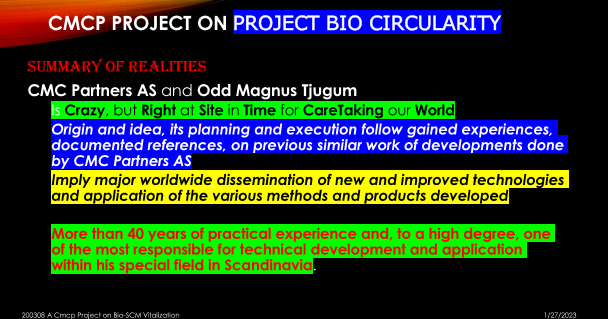 CMCP PROJECT ON PROJECT BIO CIRCULARITY
SUMMARY OF REALITIES
CMC Partners AS and Odd Magnus Tjugum
Is Crazy, but Right at Site in Time for CareTaking our World
Origin and idea, its planning and execution follow gained experiences,
documented references, on previous similar work of developments done
by CMC Partners AS
Imply major worldwide dissemination of new and improved technologies
and application of the various methods and products developed
More than 40 years of practical experience and, to a high degree, one
of the most responsible for technical development and application
within his special field in Scandinavia.
200308 A Cmcp Project on Bio-SCM Vitalization
1/27/2023